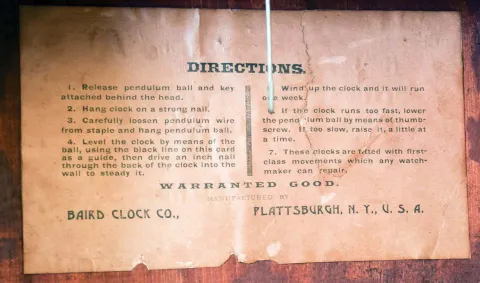 DIRECTIONS.
1. Release pendulum ball and key
attached behind the head.
2. Hang clock on a strong nail.
3. Carefully loosen pendulum wire
from staple and hang pendulum ball.
4. Level the clock by means of the
ball, using the black line on this card
as a guide, then drive an inch nail
through the back of the clock into the
wall to steady it.
Wind up the clock and it will run
one week.
If the clock runs too fast, lower
the pendulum ball by means of thumb-
screw. If too slow, raise it a little at
a time.
7. These clocks are fitted with first-
class movements which any watch-
maker can repair.
WARRANTED GOOD.
MANUFACTURED BY
BAIRD CLOCK CO., PLATTSBURGH, N. Y., U. S. A.